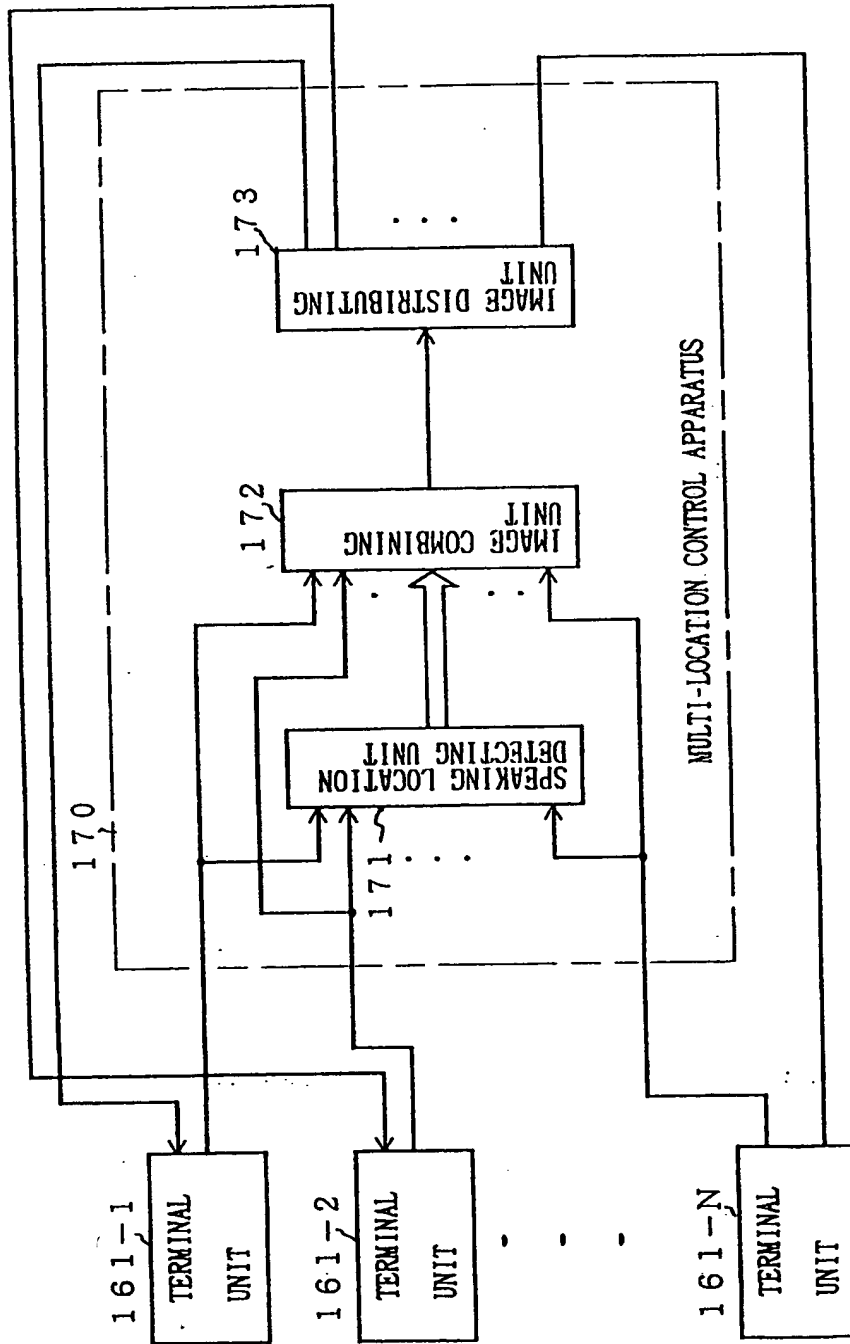 161-1
TERMINAL
UNIT
161-2
TERMINAL
UNIT
161-N
TERMINAL
UNIT
170
171
SPEAKING LOCATION
DETECTING UNIT
172
IMAGE COMBINING
UNIT
173
IMAGE DISTRIBUTING
UNIT
MULTI-LOCATION CONTROL APPARATUS